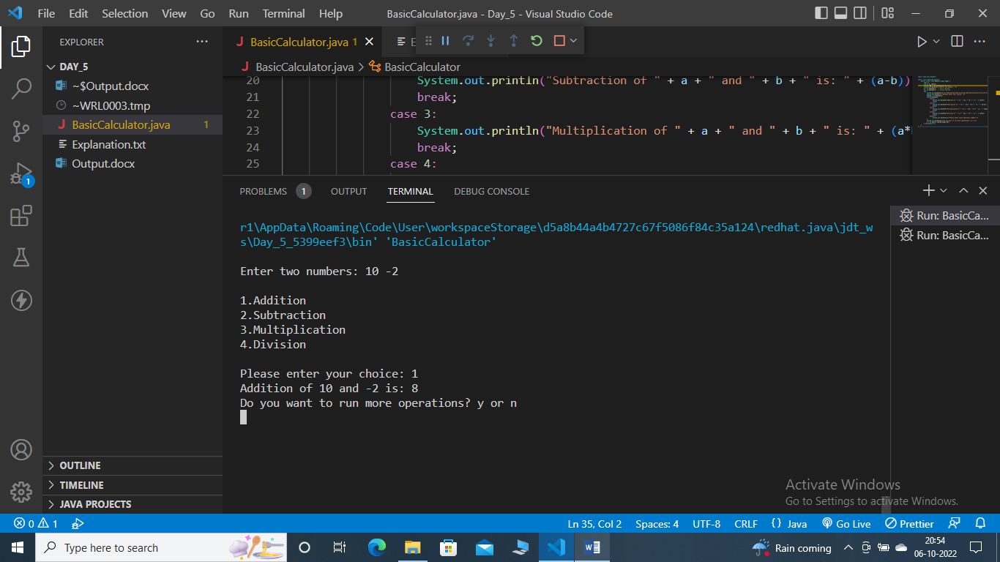 File Edit Selection View Go Run Terminal Help BasicCalculator.java - Day_5 - Visual Studio Code
EXPLORER
DAY_5
~$Output.docx
~WRL0003.tmp
BasicCalculator.java 1
Explanation.txt
Output.docx
OUTLINE
TIMELINE
JAVA PROJECTS
BasicCalculator.java 1
BasicCalculator.java > BasicCalculator
20 System.out.println("Subtraction of " + a + " and " + b + " is: " + (a-b))
21 break;
22 case 3:
23 System.out.println("Multiplication of " + a + " and " + b + " is: " + (a*
24 break;
25 case 4:
PROBLEMS 1 OUTPUT TERMINAL DEBUG CONSOLE
r1\AppData\Roaming\Code\User\workspaceStorage\d5a8b44a4b4727c67f5086f84c35a124\redhat.java\jdt_w
s\Day_5_5399eef3\bin' 'BasicCalculator'
Enter two numbers: 10 -2
1.Addition
2.Subtraction
3.Multiplication
4.Division
Please enter your choice: 1
Addition of 10 and -2 is: 8
Do you want to run more operations? y or n
Run: BasicCa...
Run: BasicCa...
Activate Windows
Go to Settings to activate Windows.
1
0 1 Ln 35, Col 2 Spaces: 4 UTF-8 CRLF {} Java Go Live Prettier
Type here to search
Rain coming
20:54
06-10-2022